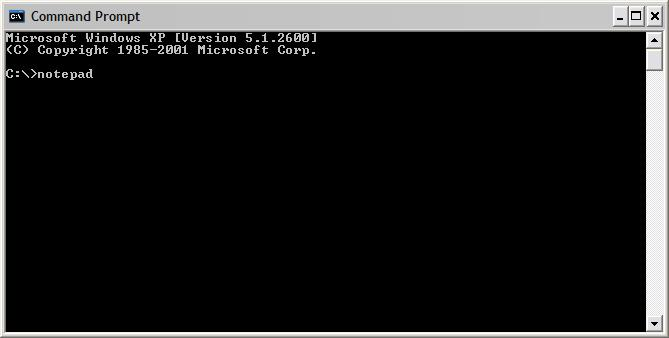 Command Prompt
Microsoft Windows XP [Version 5.1.2600]
(C) Copyright 1985-2001 Microsoft Corp.
C:\>notepad